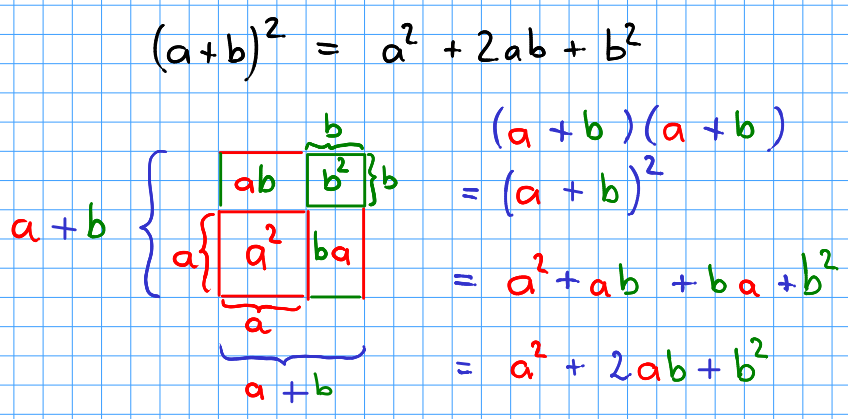 (a+b)² = a² + 2ab + b²
b
ab b² b
a + b
a a² ba
a
a + b
(a + b)(a + b)
= (a + b)²
= a² + ab + ba + b²
= a² + 2ab + b²